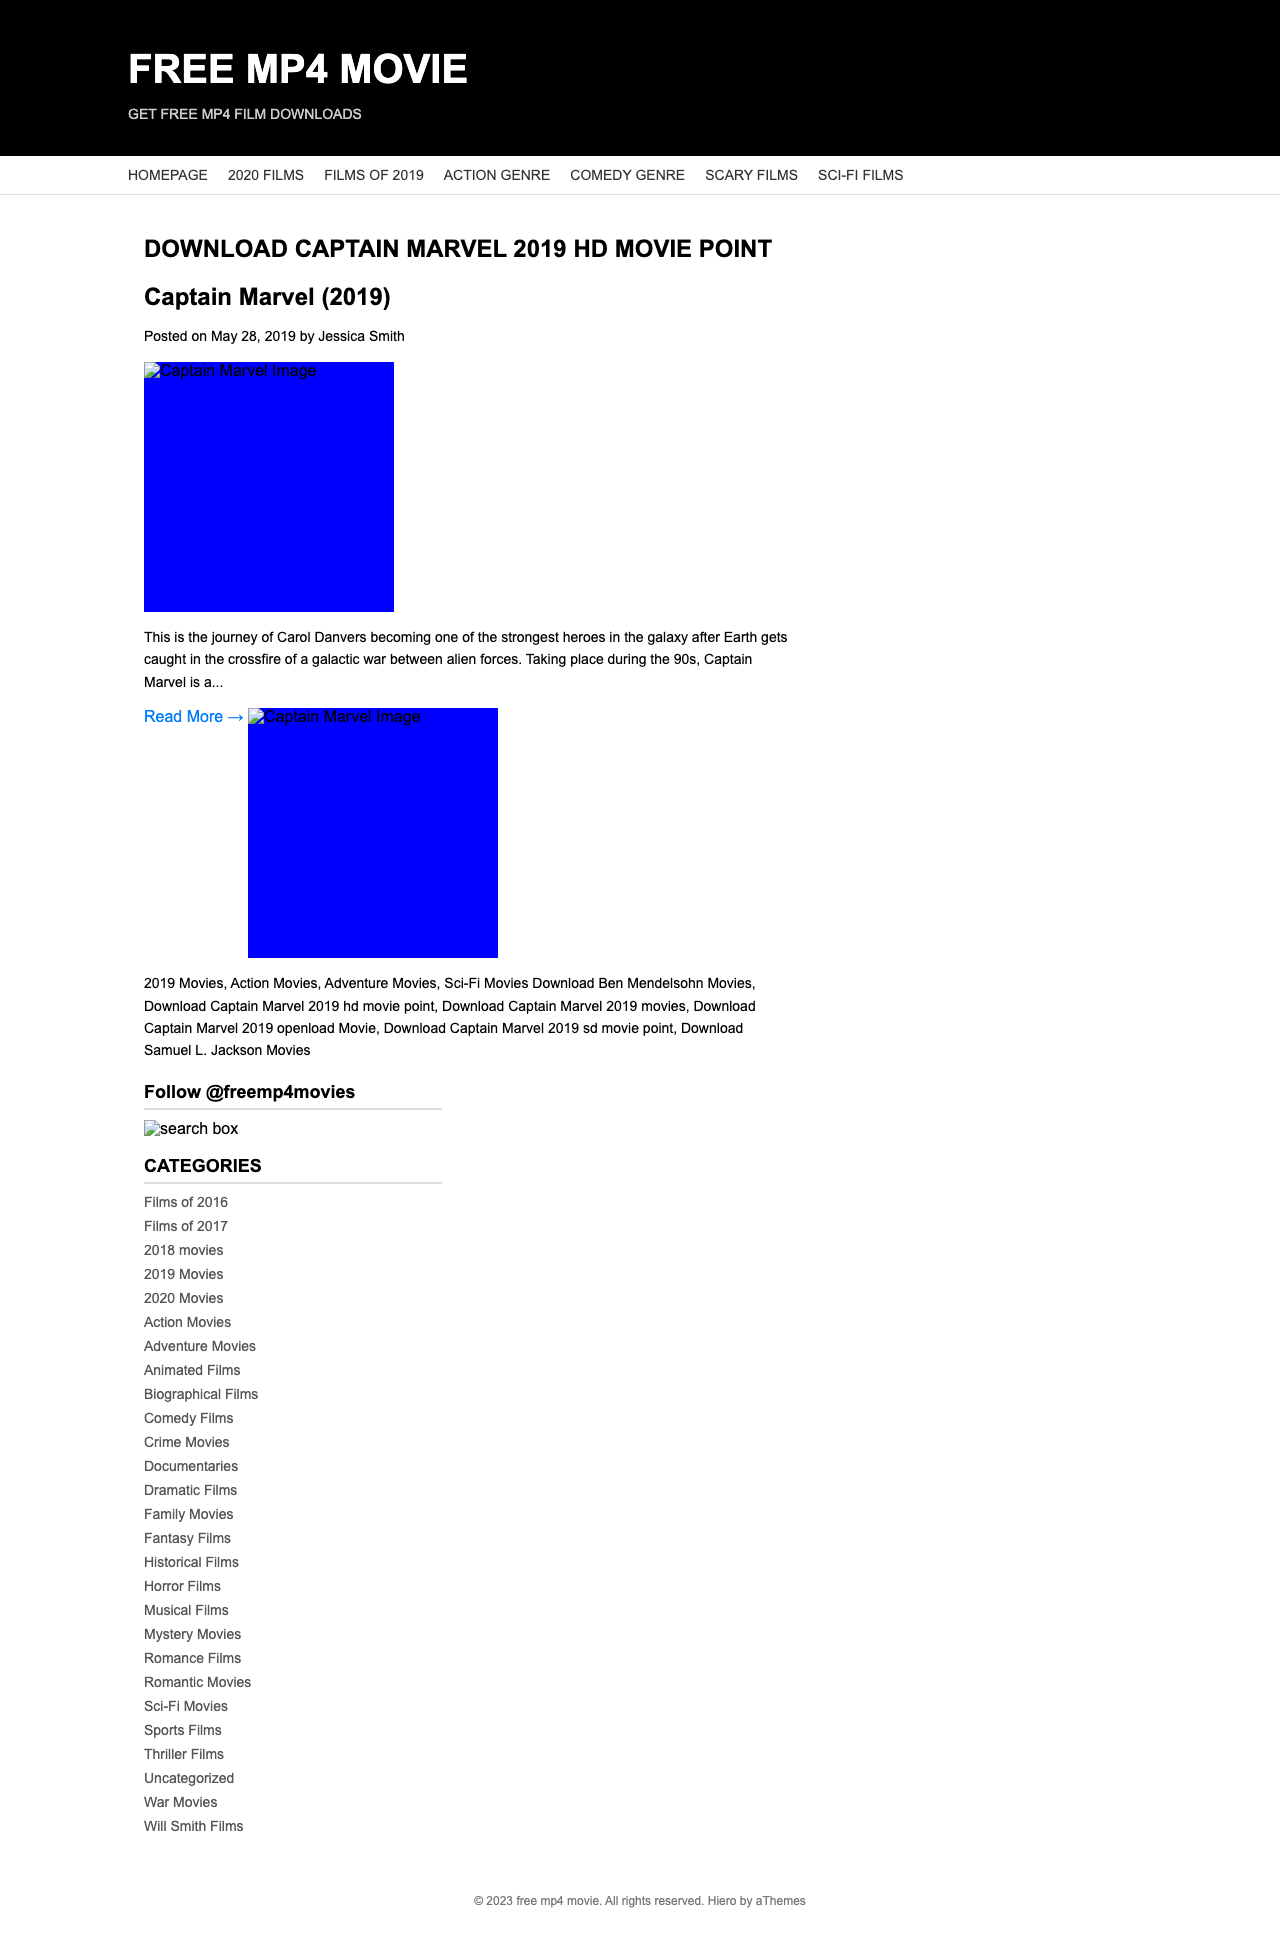 FREE MP4 MOVIE
GET FREE MP4 FILM DOWNLOADS
HOMEPAGE 2020 FILMS FILMS OF 2019 ACTION GENRE COMEDY GENRE SCARY FILMS SCI-FI FILMS
DOWNLOAD CAPTAIN MARVEL 2019 HD MOVIE POINT
Captain Marvel (2019)
Posted on May 28, 2019 by Jessica Smith
Captain Marvel Image
This is the journey of Carol Danvers becoming one of the strongest heroes in the galaxy after Earth gets
caught in the crossfire of a galactic war between alien forces. Taking place during the 90s, Captain
Marvel is a...
Read More → Captain Marvel Image
2019 Movies, Action Movies, Adventure Movies, Sci-Fi Movies Download Ben Mendelsohn Movies,
Download Captain Marvel 2019 hd movie point, Download Captain Marvel 2019 movies, Download
Captain Marvel 2019 openload Movie, Download Captain Marvel 2019 sd movie point, Download
Samuel L. Jackson Movies
Follow @freemp4movies
search box
CATEGORIES
Films of 2016
Films of 2017
2018 movies
2019 Movies
2020 Movies
Action Movies
Adventure Movies
Animated Films
Biographical Films
Comedy Films
Crime Movies
Documentaries
Dramatic Films
Family Movies
Fantasy Films
Historical Films
Horror Films
Musical Films
Mystery Movies
Romance Films
Romantic Movies
Sci-Fi Movies
Sports Films
Thriller Films
Uncategorized
War Movies
Will Smith Films
© 2023 free mp4 movie. All rights reserved. Hiero by aThemes